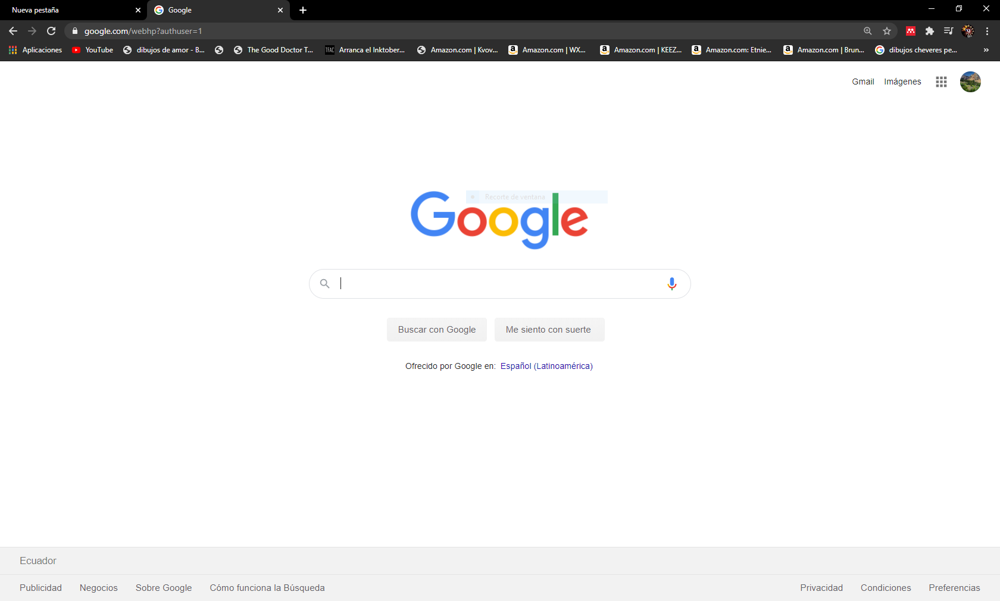 Nueva pestaña
Google
google.com/webhp?authuser=1
Aplicaciones
YouTube
dibujos de amor - B...
The Good Doctor T...
TFAC
Arranca el Inktober...
Amazon.com | Kvov...
Amazon.com | WX...
Amazon.com | KEEZ...
Amazon.com: Etnie...
Amazon.com | Brun...
dibujos cheveres pe...
Gmail
Imágenes
Recorte de ventana
Google
Buscar con Google
Me siento con suerte
Ofrecido por Google en: Español (Latinoamérica)
Ecuador
Publicidad
Negocios
Sobre Google
Cómo funciona la Búsqueda
Privacidad
Condiciones
Preferencias